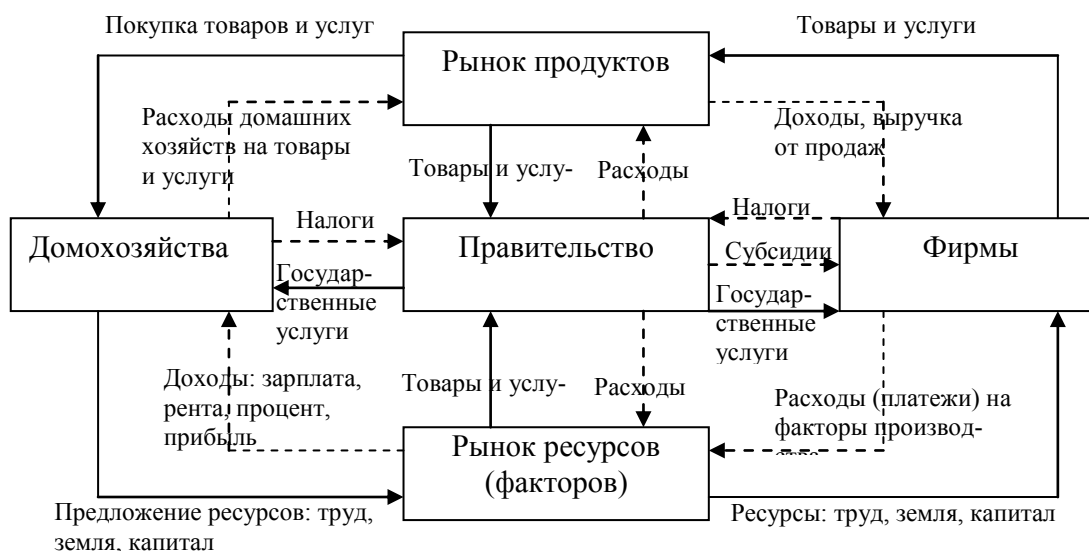 Покупка товаров и услуг
Товары и услуги
Рынок продуктов
Расходы домашних
хозяйств на товары
и услуги
Доходы, выручка
от продаж
Товары и услу-
Расходы
Налоги
Налоги
Домохозяйства
Правительство
Фирмы
Субсидии
Государ-
ственные
услуги
Государ-
ственные
услуги
Доходы: зарплата,
рента, процент,
прибыль
Товары и услу-
Расходы
Расходы (платежи) на
факторы производ-
Рынок ресурсов
(факторов)
Предложение ресурсов: труд,
земля, капитал
Ресурсы: труд, земля, капитал